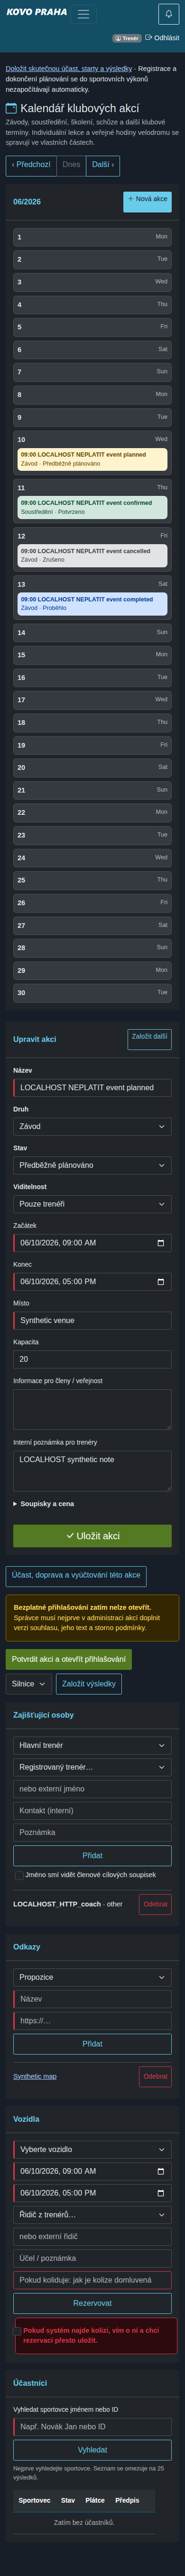 KOVO PRAHA
Trenér Odhlásit
Doložit skutečnou účast, starty a výsledky · Registrace a
dokončení plánování se do sportovních výkonů
nezapočítávají automaticky.
Kalendář klubových akcí
Závody, soustředění, školení, schůze a další klubové
termíny. Individuální lekce a veřejné hodiny velodromu se
spravují ve vlastních částech.
‹ Předchozí Dnes Další ›
06/2026 + Nová akce
1 Mon
2 Tue
3 Wed
4 Thu
5 Fri
6 Sat
7 Sun
8 Mon
9 Tue
10 Wed
09:00 LOCALHOST NEPLATIT event planned
Závod · Předběžně plánováno
11 Thu
09:00 LOCALHOST NEPLATIT event confirmed
Soustředění · Potvrzeno
12 Fri
09:00 LOCALHOST NEPLATIT event cancelled
Závod · Zrušeno
13 Sat
09:00 LOCALHOST NEPLATIT event completed
Závod · Proběhlo
14 Sun
15 Mon
16 Tue
17 Wed
18 Thu
19 Fri
20 Sat
21 Sun
22 Mon
23 Tue
24 Wed
25 Thu
26 Fri
27 Sat
28 Sun
29 Mon
30 Tue
Upravit akci Založit další
Název
LOCALHOST NEPLATIT event planned
Druh
Závod
Stav
Předběžně plánováno
Viditelnost
Pouze trenéři
Začátek
06/10/2026, 09:00 AM
Konec
06/10/2026, 05:00 PM
Místo
Synthetic venue
Kapacita
20
Informace pro členy / veřejnost
Interní poznámka pro trenéry
LOCALHOST synthetic note
Soupisky a cena
Uložit akci
Účast, doprava a vyúčtování této akce
Bezplatné přihlašování zatím nelze otevřít.
Správce musí nejprve v administraci akcí doplnit
verzi souhlasu, jeho text a storno podmínky.
Potvrdit akci a otevřít přihlašování
Silnice Založit výsledky
Zajišťující osoby
Hlavní trenér
Registrovaný trenér…
nebo externí jméno
Kontakt (interní)
Poznámka
Přidat
Jméno smí vidět členové cílových soupisek
LOCALHOST_HTTP_coach · other Odebrat
Odkazy
Propozice
Název
https://…
Přidat
Synthetic map Odebrat
Vozidla
Vyberte vozidlo
06/10/2026, 09:00 AM
06/10/2026, 05:00 PM
Řidič z trenérů…
nebo externí řidič
Účel / poznámka
Pokud koliduje: jak je kolize domluvená
Rezervovat
Pokud systém najde kolizi, vím o ní a chci
rezervaci přesto uložit.
Účastníci
Vyhledat sportovce jménem nebo ID
Např. Novák Jan nebo ID
Vyhledat
Nejprve vyhledejte sportovce. Seznam se omezuje na 25
výsledků.
Sportovec Stav Plátce Předpis
Zatím bez účastníků.